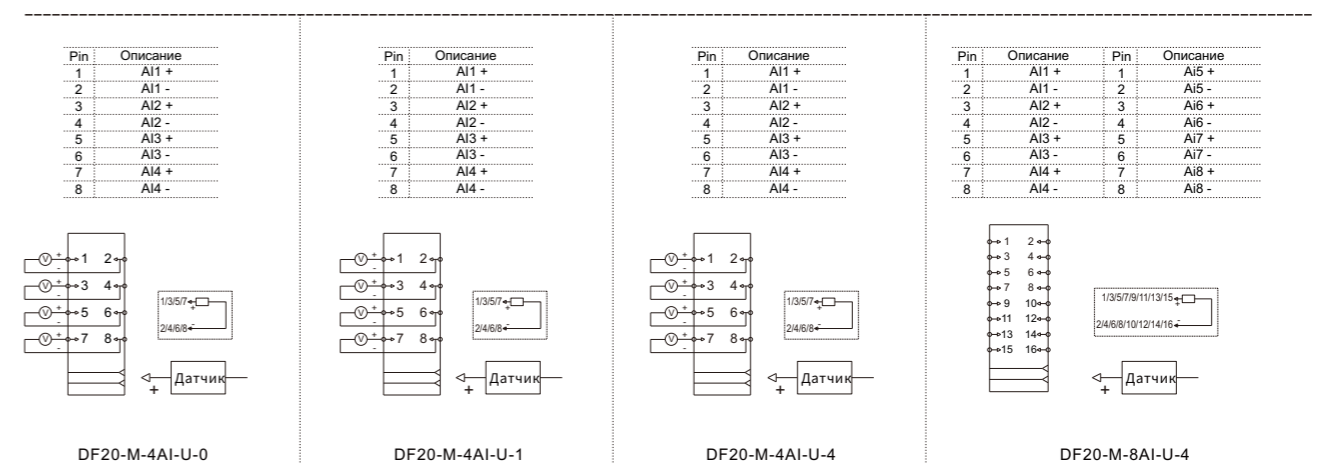 Pin Описание
1 AI1 +
2 AI1 -
3 AI2 +
4 AI2 -
5 AI3 +
6 AI3 -
7 AI4 +
8 AI4 -
V + - 1 2
V + - 3 4
V + - 5 6
V + - 7 8
1/3/5/7 +
2/4/6/8 -
Датчик
+
DF20-M-4AI-U-0
Pin Описание
1 AI1 +
2 AI1 -
3 AI2 +
4 AI2 -
5 AI3 +
6 AI3 -
7 AI4 +
8 AI4 -
V + - 1 2
V + - 3 4
V + - 5 6
V + - 7 8
1/3/5/7 +
2/4/6/8 -
Датчик
+
DF20-M-4AI-U-1
Pin Описание
1 AI1 +
2 AI1 -
3 AI2 +
4 AI2 -
5 AI3 +
6 AI3 -
7 AI4 +
8 AI4 -
V + - 1 2
V + - 3 4
V + - 5 6
V + - 7 8
1/3/5/7 +
2/4/6/8 -
Датчик
+
DF20-M-4AI-U-4
Pin Описание Pin Описание
1 AI1 + 1 Ai5 +
2 AI1 - 2 Ai5 -
3 AI2 + 3 Ai6 +
4 AI2 - 4 Ai6 -
5 AI3 + 5 Ai7 +
6 AI3 - 6 Ai7 -
7 AI4 + 7 Ai8 +
8 AI4 - 8 Ai8 -
1 2
3 4
5 6
7 8
9 10
11 12
13 14
15 16
1/3/5/7/9/11/13/15 +
2/4/6/8/10/12/14/16 -
Датчик
+
DF20-M-8AI-U-4